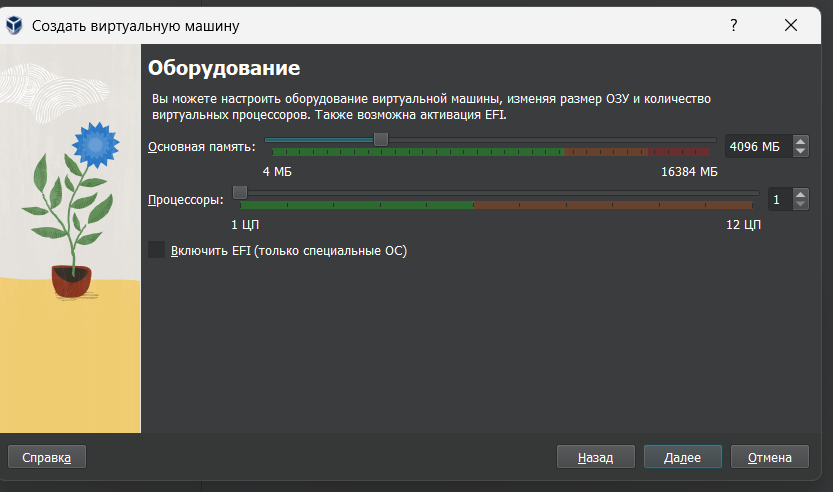 Создать виртуальную машину
?
Оборудование
Вы можете настроить оборудование виртуальной машины, изменяя размер ОЗУ и количество
виртуальных процессоров. Также возможна активация EFI.
Основная память:
4096 МБ
4 МБ
16384 МБ
Процессоры:
1
1 ЦП
12 ЦП
Включить EFI (только специальные ОС)
Справка
Назад
Далее
Отмена